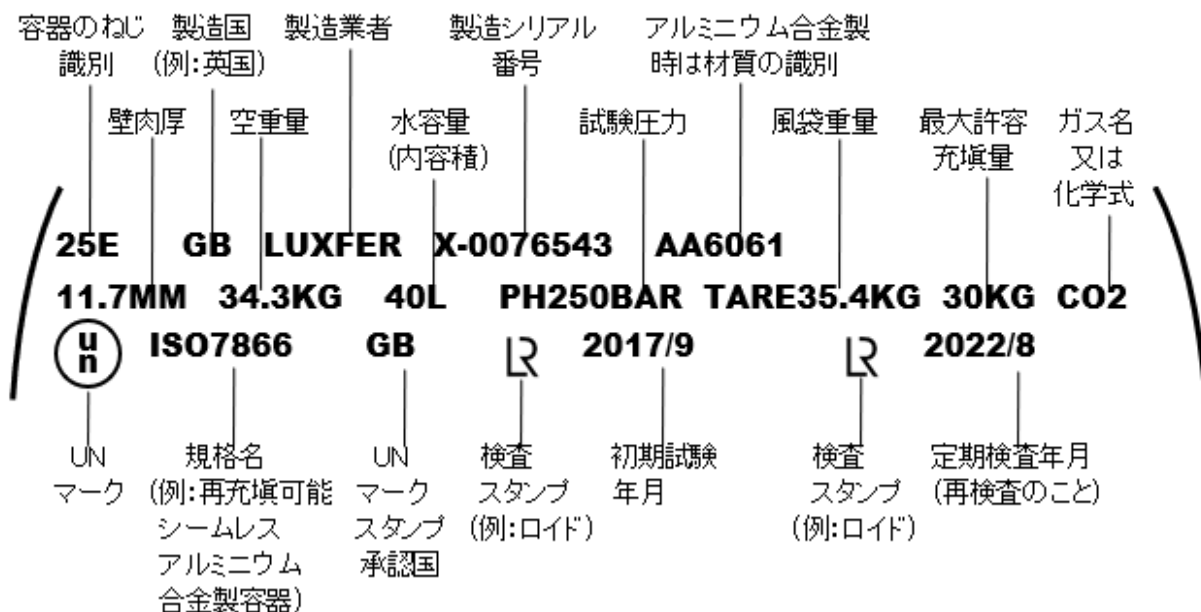 容器のねじ 製造国 製造業者 製造シリアル アルミニウム合金製
識別 (例:英国) 番号 時は材質の識別
壁肉厚 空重量 水容量 試験圧力 風袋重量 最大許容 ガス名
(内容積) 充填量 又は
化学式
25E GB LUXFER X-0076543 AA6061
11.7MM 34.3KG 40L PH250BAR TARE35.4KG 30KG CO2
un ISO7866 GB LR 2017/9 LR 2022/8
UN 規格名 UN 検査 初期試験 検査 定期検査年月
マーク (例:再充填可能 マーク スタンプ 年月 スタンプ (再検査のこと)
シームレス スタンプ (例:ロイド) (例:ロイド)
アルミニウム 承認国
合金製容器)